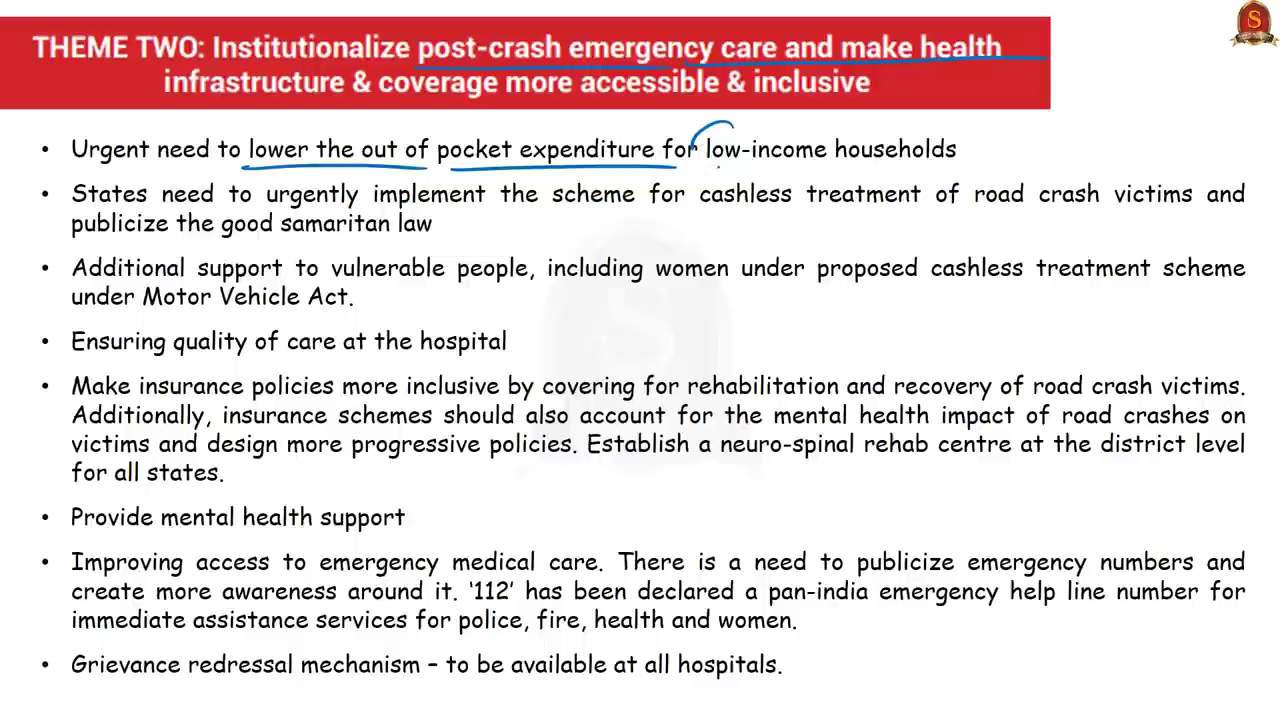 THEME TWO: Institutionalize post-crash emergency care and make health
infrastructure & coverage more accessible & inclusive
• Urgent need to lower the out of pocket expenditure for low-income households
• States need to urgently implement the scheme for cashless treatment of road crash victims and
publicize the good samaritan law
• Additional support to vulnerable people, including women under proposed cashless treatment scheme
under Motor Vehicle Act.
• Ensuring quality of care at the hospital
• Make insurance policies more inclusive by covering for rehabilitation and recovery of road crash victims.
Additionally, insurance schemes should also account for the mental health impact of road crashes on
victims and design more progressive policies. Establish a neuro-spinal rehab centre at the district level
for all states.
• Provide mental health support
• Improving access to emergency medical care. There is a need to publicize emergency numbers and
create more awareness around it. ‘112’ has been declared a pan-india emergency help line number for
immediate assistance services for police, fire, health and women.
• Grievance redressal mechanism – to be available at all hospitals.